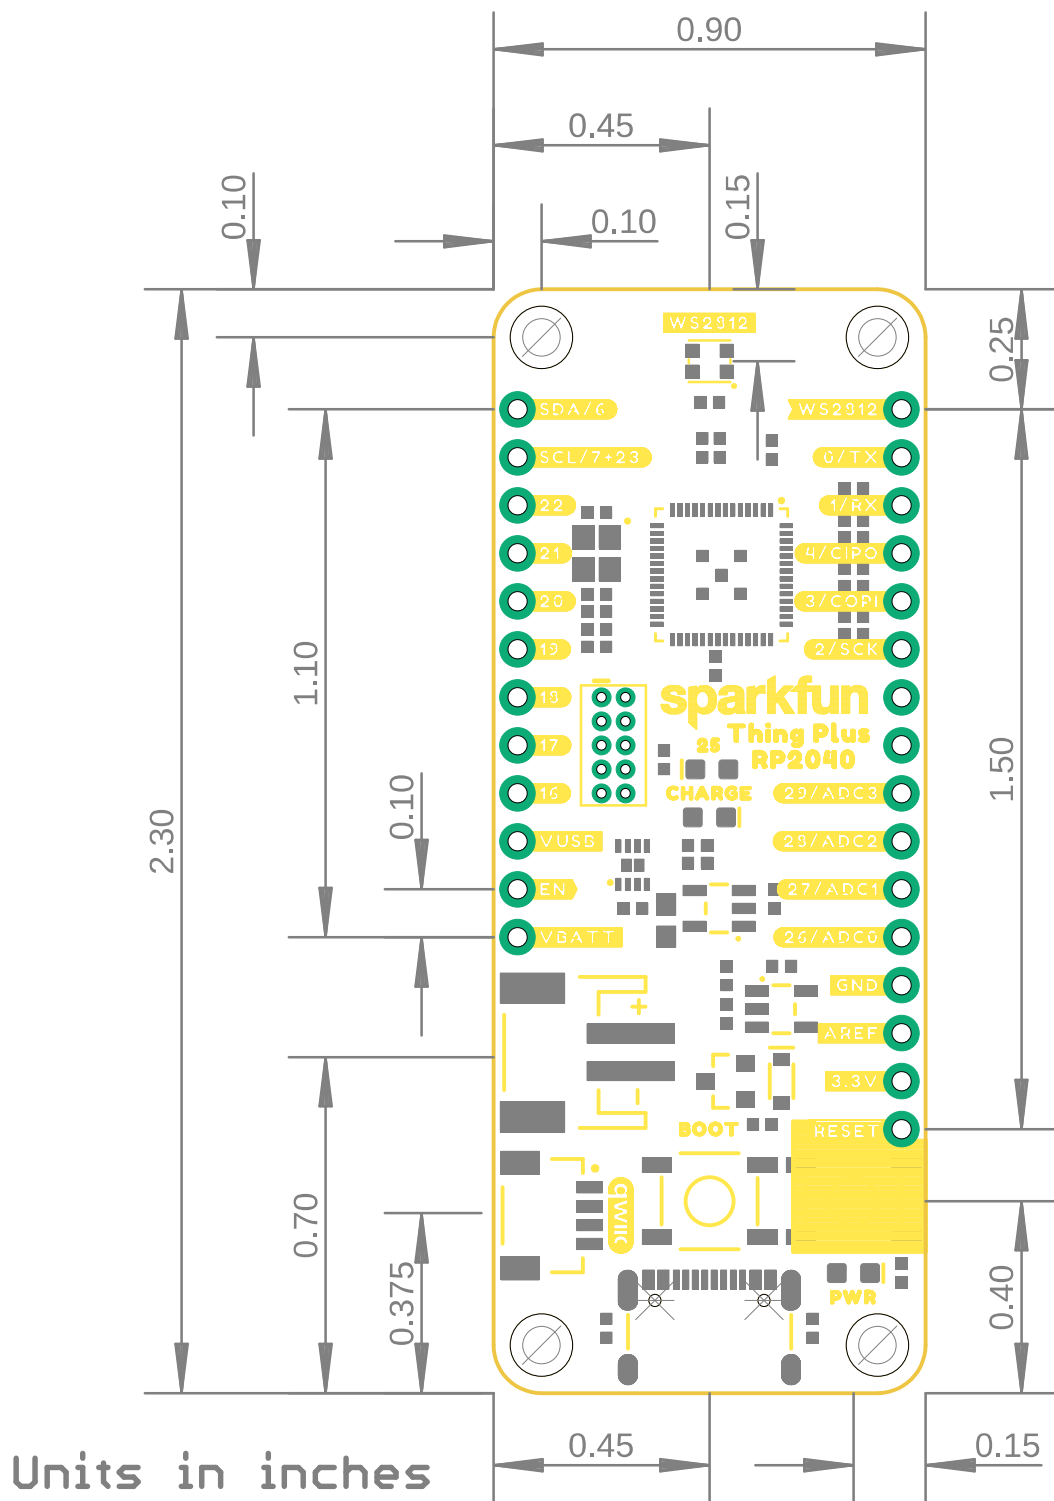 0.90
0.45
0.10
0.15
0.10
0.25
WS2812
SDA/6
WS2812
SCL/7+23
0/TX
22
1/RX
21
4/CIPO
20
3/COPI
19
2/SCK
18
sparkfun
Thing Plus
RP2040
17
25
1.10
1.50
16
CHARGE
29/ADC3
0.10
2.30
VUSB
28/ADC2
EN
27/ADC1
VBATT
26/ADC0
GND
+
AREF
3.3V
BOOT
RESET
qwiic
0.70
0.375
0.40
PWR
0.45
0.15
Units in inches